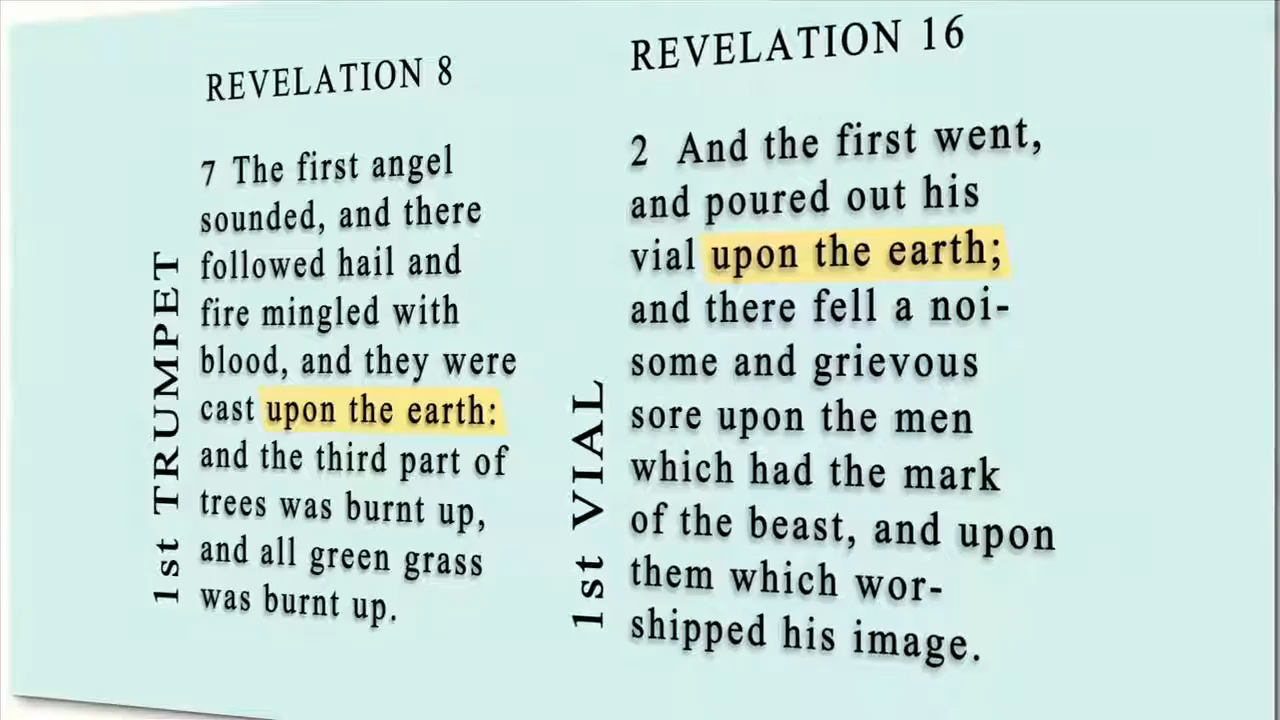 REVELATION 8
7 The first angel
sounded, and there
followed hail and
fire mingled with
blood, and they were
cast upon the earth:
and the third part of
trees was burnt up,
and all green grass
was burnt up.
1st TRUMPET
REVELATION 16
2 And the first went,
and poured out his
vial upon the earth;
and there fell a noi-
some and grievous
sore upon the men
which had the mark
of the beast, and upon
them which wor-
shipped his image.
1st VIAL